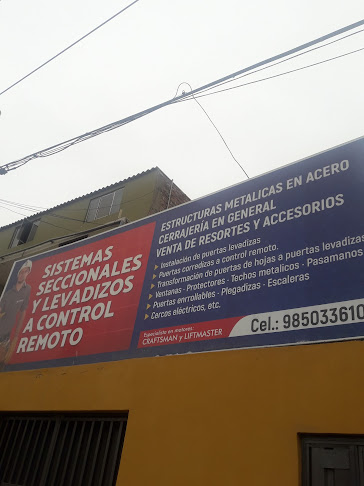 SISTEMAS
SECCIONALES
Y LEVADIZOS
A CONTROL
REMOTO
ESTRUCTURAS METALICAS EN ACERO
CERRAJERÍA EN GENERAL
VENTA DE RESORTES Y ACCESORIOS
Instalación de puertas levadizas
Puertas corredizas a control remoto.
Transformación de puertas de hojas a puertas levadizas
Ventanas - Protectores - Techos metalicos - Pasamanos
Puertas enrollables - Plegadizas - Escaleras
Cercos eléctricos, etc.
Especialista en motores
CRAFTSMAN y LIFTMASTER
Cel.: 985033610